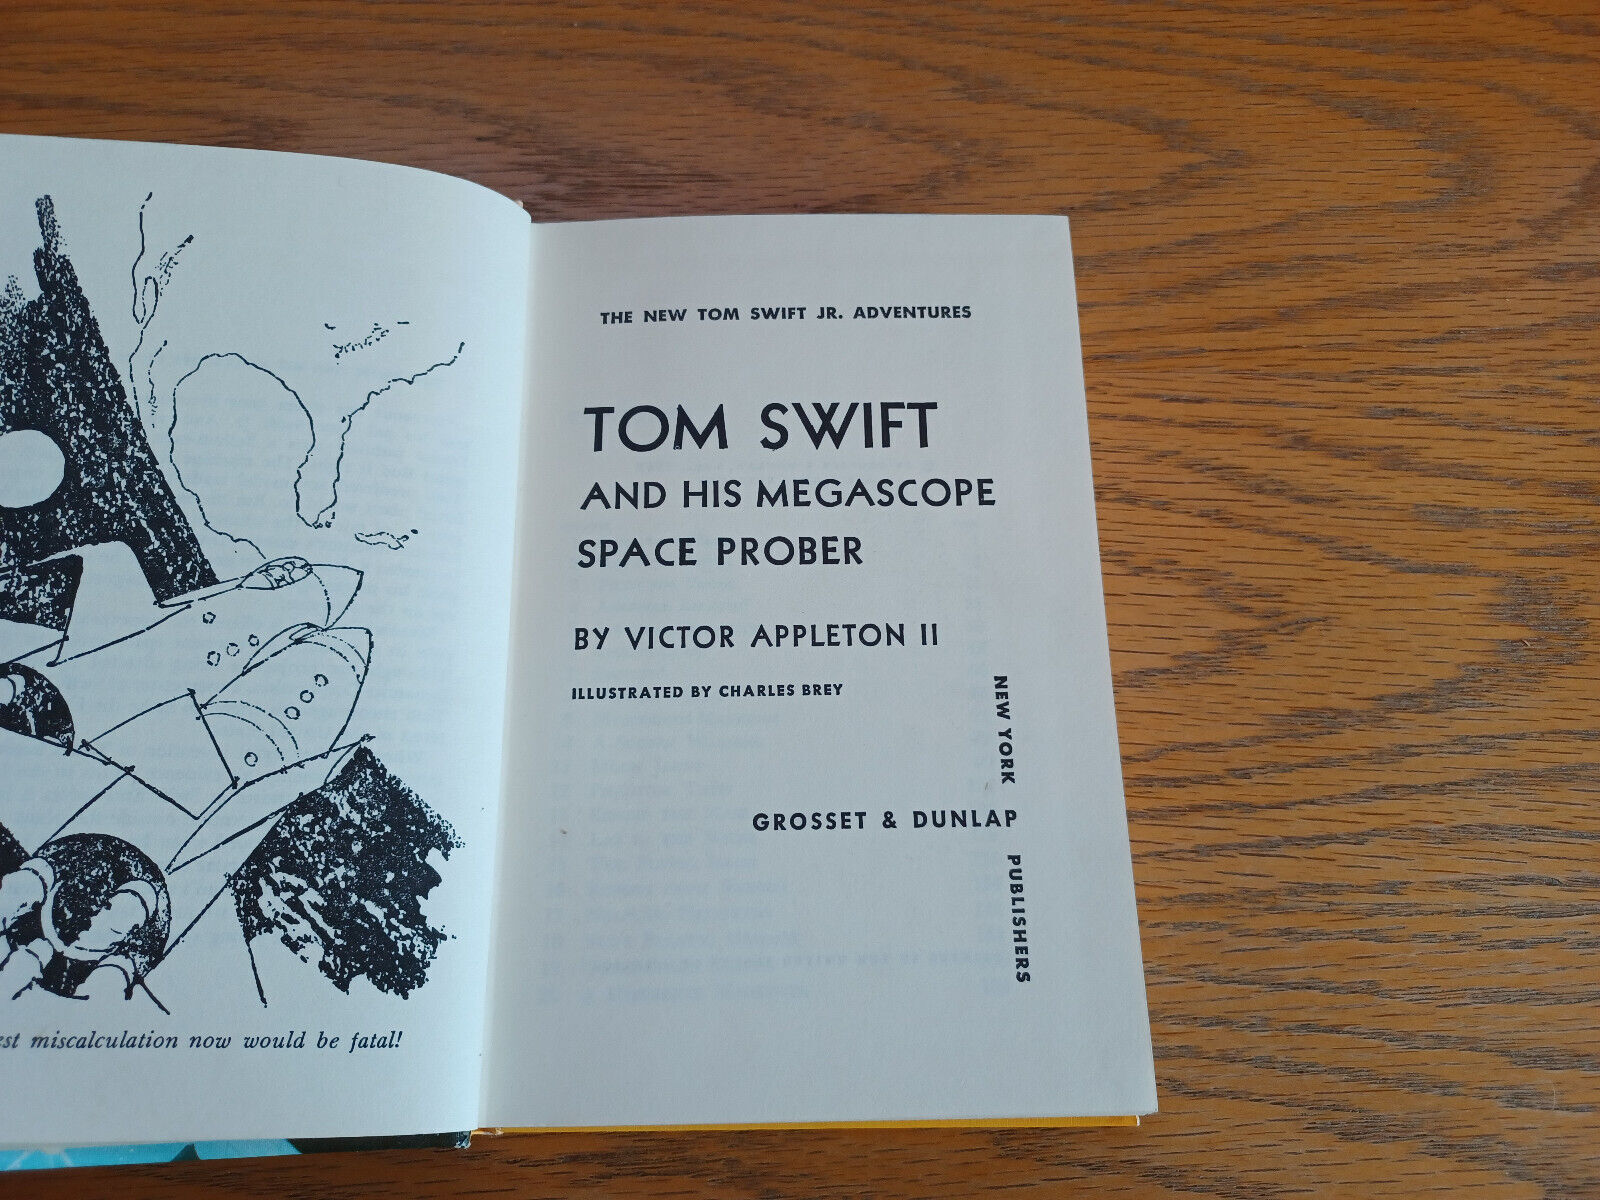 miscalculation now would be fatal!
THE NEW TOM SWIFT JR. ADVENTURES
TOM SWIFT
AND HIS MEGASCOPE
SPACE PROBER
BY VICTOR APPLETON II
ILLUSTRATED BY CHARLES BREY
NEW YORK
GROSSET & DUNLAP
PUBLISHERS